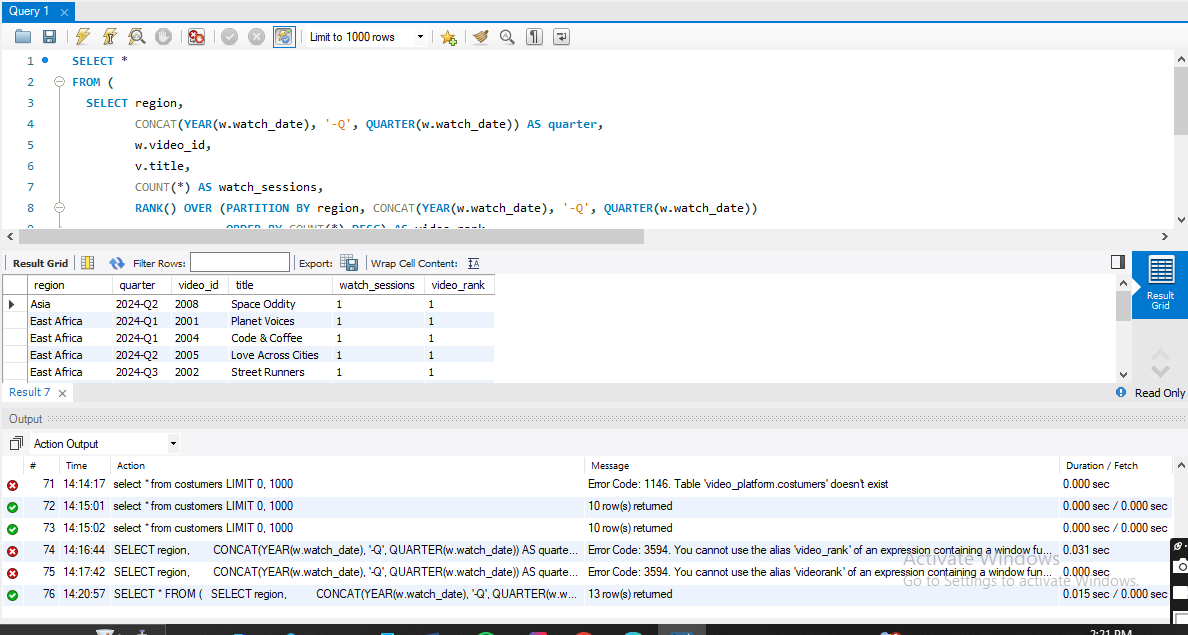 Query 1
Limit to 1000 rows
1 SELECT *
2 FROM (
3 SELECT region,
4 CONCAT(YEAR(w.watch_date), '-Q', QUARTER(w.watch_date)) AS quarter,
5 w.video_id,
6 v.title,
7 COUNT(*) AS watch_sessions,
8 RANK() OVER (PARTITION BY region, CONCAT(YEAR(w.watch_date), '-Q', QUARTER(w.watch_date))
9 ORDER BY COUNT(*) DESC) AS video_rank
Result Grid Filter Rows: Export: Wrap Cell Content:
region quarter video_id title watch_sessions video_rank
Asia 2024-Q2 2008 Space Oddity 1 1
East Africa 2024-Q1 2001 Planet Voices 1 1
East Africa 2024-Q1 2004 Code & Coffee 1 1
East Africa 2024-Q2 2005 Love Across Cities 1 1
East Africa 2024-Q3 2002 Street Runners 1 1
Result
Grid
Result 7 Read Only
Output
Action Output
# Time Action Message Duration / Fetch
71 14:14:17 select * from costumers LIMIT 0, 1000 Error Code: 1146. Table 'video_platform.costumers' doesn't exist 0.000 sec
72 14:15:01 select * from customers LIMIT 0, 1000 10 row(s) returned 0.000 sec / 0.000 sec
73 14:15:02 select * from customers LIMIT 0, 1000 10 row(s) returned 0.000 sec / 0.000 sec
74 14:16:44 SELECT region, CONCAT(YEAR(w.watch_date), '-Q', QUARTER(w.watch_date)) AS quarte... Error Code: 3594. You cannot use the alias 'video_rank' of an expression containing a window fu... 0.031 sec
75 14:17:42 SELECT region, CONCAT(YEAR(w.watch_date), '-Q', QUARTER(w.watch_date)) AS quarte... Error Code: 3594. You cannot use the alias 'videorank' of an expression containing a window fun... 0.000 sec
76 14:20:57 SELECT * FROM ( SELECT region, CONCAT(YEAR(w.watch_date), '-Q', QUARTER(w.w... 13 row(s) returned 0.015 sec / 0.000 sec
Activate Windows
Go to Settings to activate Windows.
2:21 PM